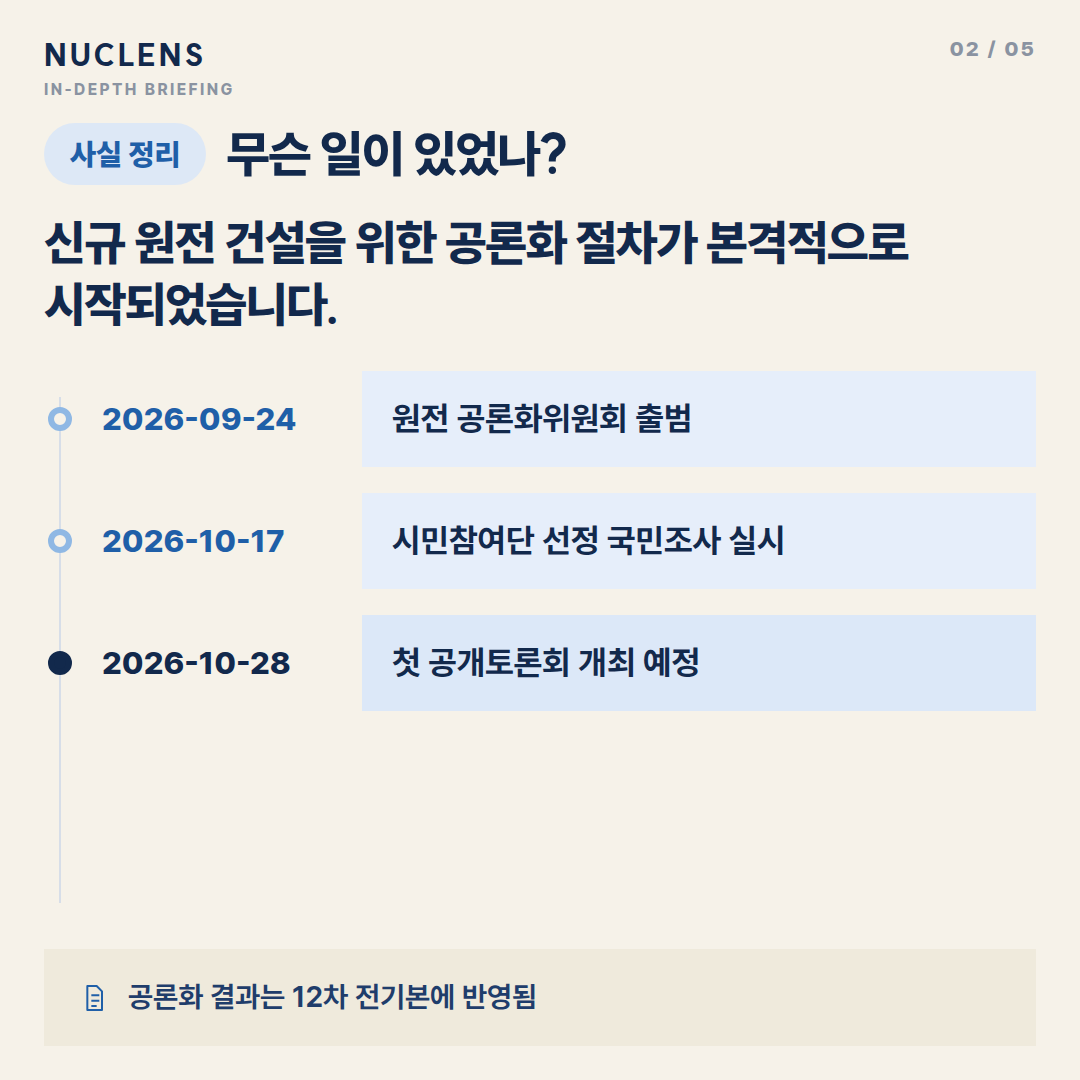 NUCLENS
02 / 05
IN-DEPTH BRIEFING
사실 정리
무슨 일이 있었나?
신규 원전 건설을 위한 공론화 절차가 본격적으로
시작되었습니다.
2026-09-24
원전 공론화위원회 출범
2026-10-17
시민참여단 선정 국민조사 실시
2026-10-28
첫 공개토론회 개최 예정
공론화 결과는 12차 전기본에 반영됨